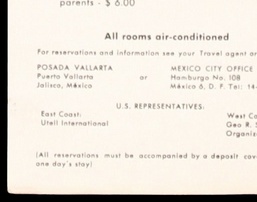 parents - $ 6.00
All rooms air-conditioned
For reservations and information see your Travel agent or
POSADA VALLARTA MEXICO CITY OFFICE
Puerto Vallarta or Hamburgo No. 108
Jalisco, México México 6, D. F. Tel: 14-
U.S. REPRESENTATIVES:
East Coast: West Co
Utell International Geo R. S
Organiz
(All reservations must be accompanied by a deposit cov
one day's stay)